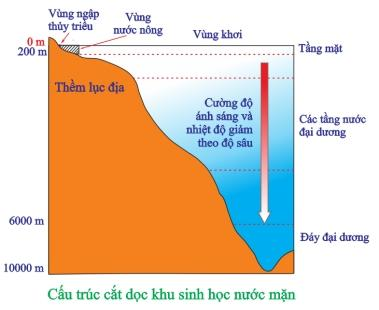 Vùng ngập
thủy triều
Vùng
nước nông
Vùng khơi
0 m
200 m
Tầng mặt
Thềm lục địa
Cường độ
ánh sáng và
nhiệt độ giảm
theo độ sâu
Các tầng nước
đại dương
6000 m
Đáy đại dương
10000 m
Cấu trúc cắt dọc khu sinh học nước mặn